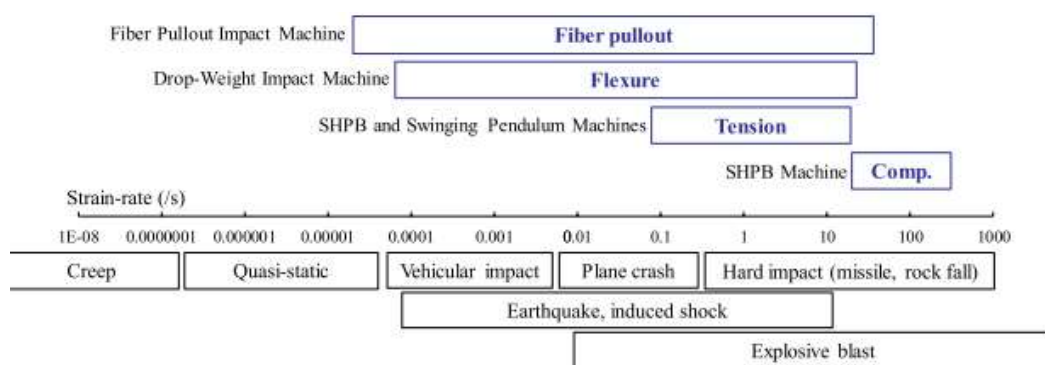 Fiber Pullout Impact Machine Fiber pullout
Drop-Weight Impact Machine Flexure
SHPB and Swinging Pendulum Machines Tension
SHPB Machine Comp.
Strain-rate (/s)
1E-08 0.0000001 0.000001 0.00001 0.0001 0.001 0.01 0.1 1 10 100 1000
Creep Quasi-static Vehicular impact Plane crash Hard impact (missile, rock fall)
Earthquake, induced shock
Explosive blast